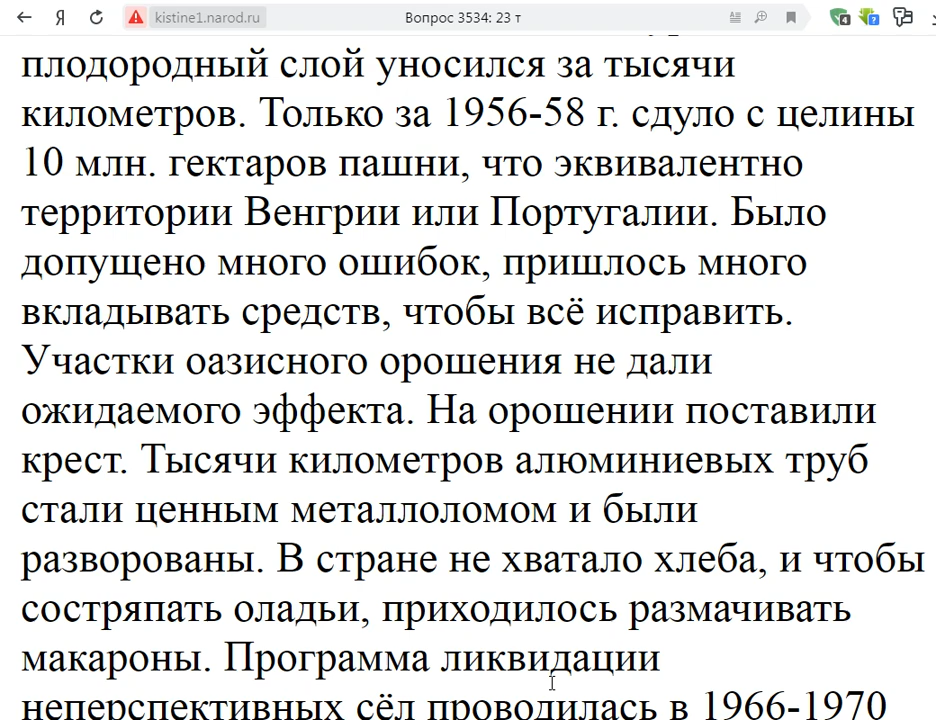 kistine1.narod.ru
Вопрос 3534: 23 т
4
?
плодородный слой уносился за тысячи
километров. Только за 1956-58 г. сдуло с целины
10 млн. гектаров пашни, что эквивалентно
территории Венгрии или Португалии. Было
допущено много ошибок, пришлось много
вкладывать средств, чтобы всё исправить.
Участки оазисного орошения не дали
ожидаемого эффекта. На орошении поставили
крест. Тысячи километров алюминиевых труб
стали ценным металлоломом и были
разворованы. В стране не хватало хлеба, и чтобы
состряпать оладьи, приходилось размачивать
макароны. Программа ликвидации
неперспективных сёл проводилась в 1966-1970